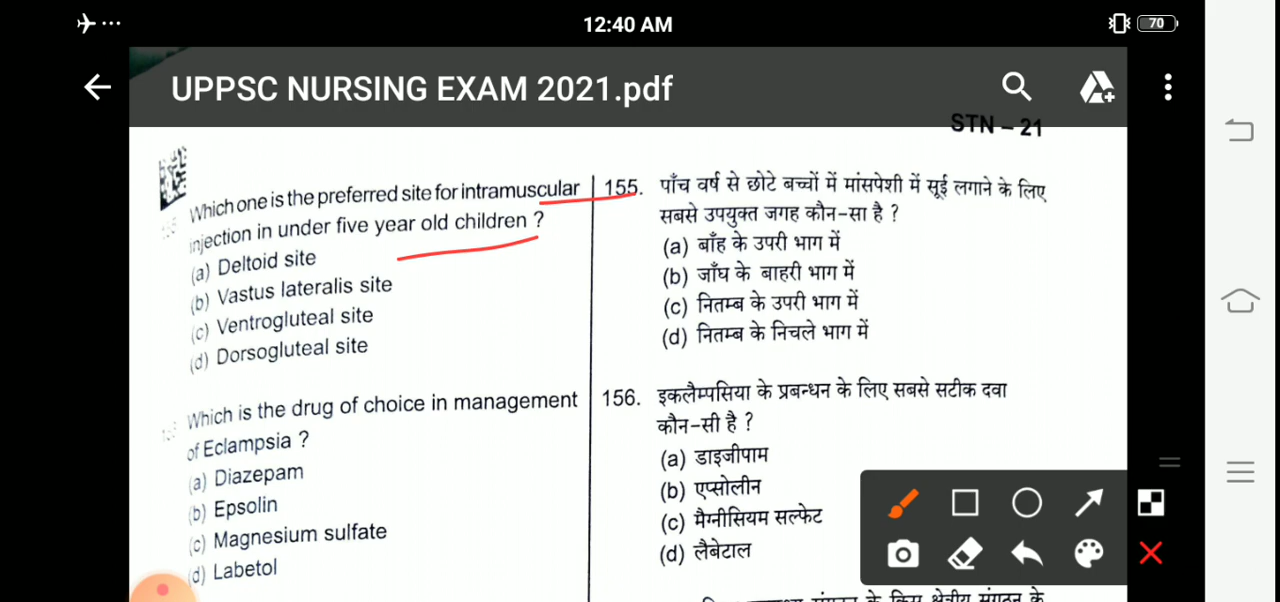 12:40 AM
70
UPPSC NURSING EXAM 2021.pdf
STN - 21
Which one is the preferred site for intramuscular
injection in under five year old children ?
(a) Deltoid site
(b) Vastus lateralis site
(c) Ventrogluteal site
(d) Dorsogluteal site
Which is the drug of choice in management
of Eclampsia ?
(a) Diazepam
(b) Epsolin
(c) Magnesium sulfate
(d) Labetol
155. पाँच वर्ष से छोटे बच्चों में मांसपेशी में सूई लगाने के लिए
सबसे उपयुक्त जगह कौन-सा है ?
(a) बाँह के उपरी भाग में
(b) जाँघ के बाहरी भाग में
(c) नितम्ब के उपरी भाग में
(d) नितम्ब के निचले भाग में
156. इकलैम्पसिया के प्रबन्धन के लिए सबसे सटीक दवा
कौन-सी है ?
(a) डाइजीपाम
(b) एप्सोलीन
(c) मैग्नीसियम सल्फेट
(d) लैबेटाल
के किस क्षेत्रीय संगठन के